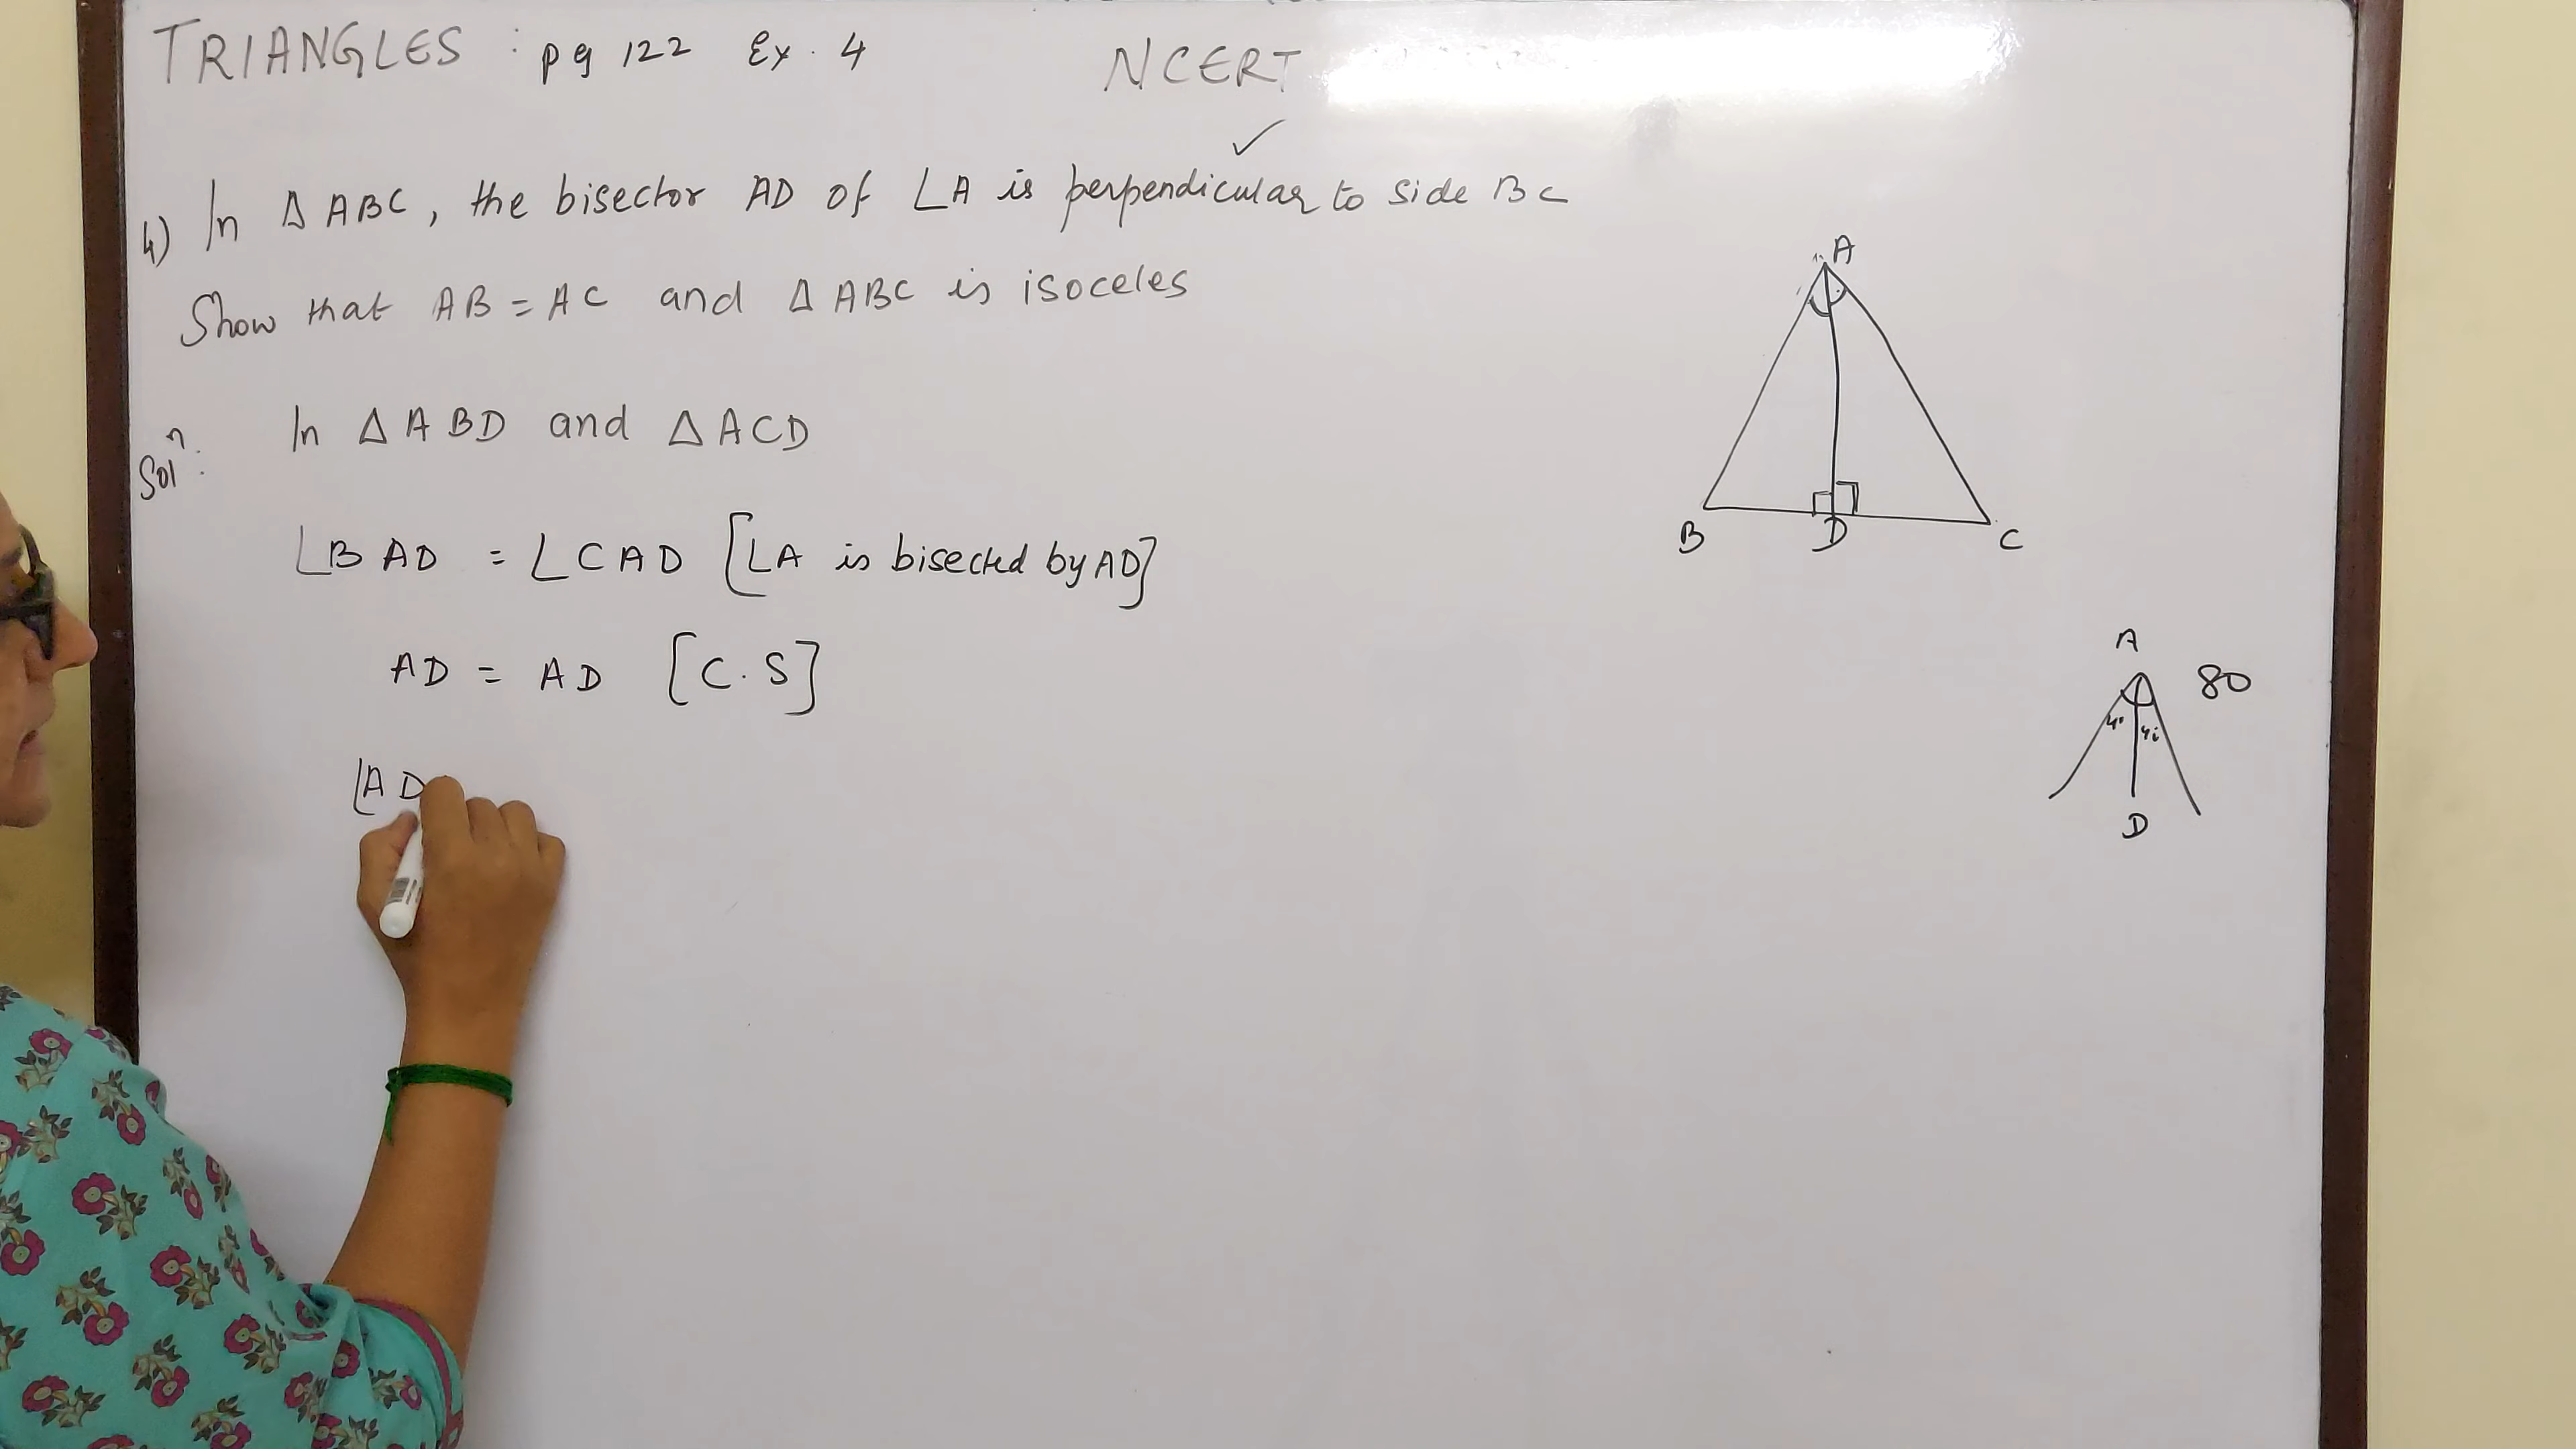 TRIANGLES : pg 122 Ex. 4 NCERT
4) In Δ ABC, the bisector AD of ∠A is perpendicular to side BC
Show that AB = AC and Δ ABC is isoceles
Solⁿ: In Δ ABD and Δ ACD
∠BAD = ∠CAD [∠A is bisected by AD]
AD = AD [C.S]
∠AD
A
B D C
A
80
40
D